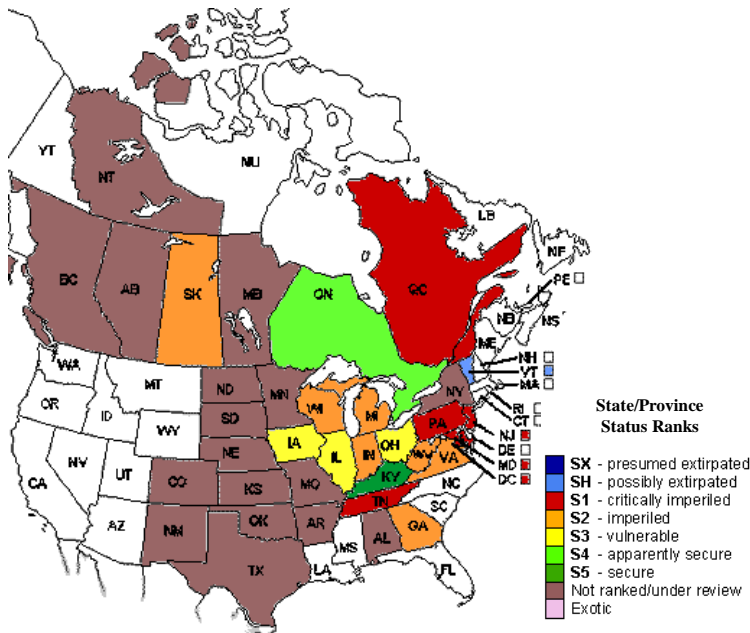 YT
NT
NU
LB
NF
BC
AB
SK
MB
ON
QC
PE
NB
NS
ME
NH
VT
MA
RI
CT
NJ
DE
MD
DC
WA
MT
ND
MN
OR
ID
WY
SD
WI
MI
NY
PA
NE
IA
IL
IN
OH
WV
VA
NV
UT
CO
KS
MO
KY
NC
CA
AZ
NM
OK
AR
TN
SC
TX
LA
MS
AL
GA
FL
State/Province
Status Ranks
SX - presumed extirpated
SH - possibly extirpated
S1 - critically imperiled
S2 - imperiled
S3 - vulnerable
S4 - apparently secure
S5 - secure
Not ranked/under review
Exotic